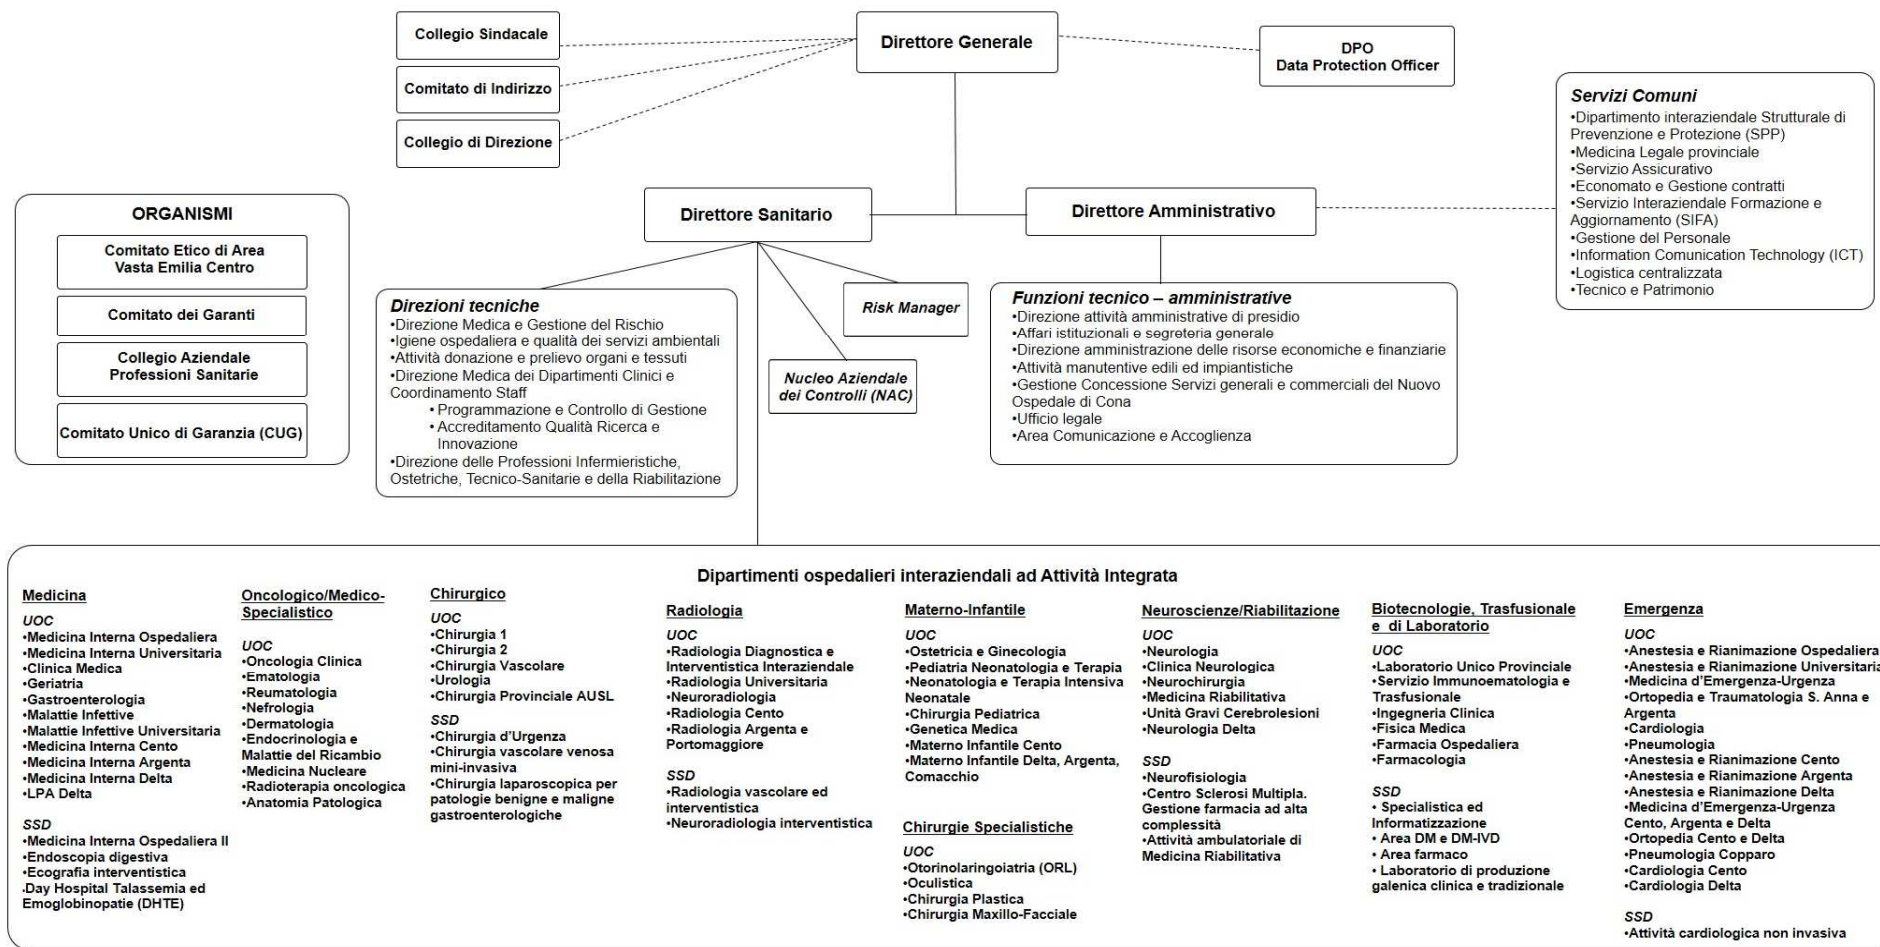 Collegio Sindacale
Comitato di Indirizzo
Collegio di Direzione
Direttore Generale
DPO
Data Protection Officer
Servizi Comuni
•Dipartimento interaziendale Strutturale di
Prevenzione e Protezione (SPP)
•Medicina Legale provinciale
•Servizio Assicurativo
•Economato e Gestione contratti
•Servizio Interaziendale Formazione e
Aggiornamento (SIFA)
•Gestione del Personale
•Information Comunication Technology (ICT)
•Logistica centralizzata
•Tecnico e Patrimonio
Direttore Sanitario
Direttore Amministrativo
ORGANISMI
Comitato Etico di Area
Vasta Emilia Centro
Comitato dei Garanti
Collegio Aziendale
Professioni Sanitarie
Comitato Unico di Garanzia (CUG)
Direzioni tecniche
•Direzione Medica e Gestione del Rischio
•Igiene ospedaliera e qualità dei servizi ambientali
•Attività donazione e prelievo organi e tessuti
•Direzione Medica dei Dipartimenti Clinici e
Coordinamento Staff
• Programmazione e Controllo di Gestione
• Accreditamento Qualità Ricerca e
Innovazione
•Direzione delle Professioni Infermieristiche,
Ostetriche, Tecnico-Sanitarie e della Riabilitazione
Risk Manager
Nucleo Aziendale
dei Controlli (NAC)
Funzioni tecnico – amministrative
•Direzione attività amministrative di presidio
•Affari istituzionali e segreteria generale
•Direzione amministrazione delle risorse economiche e finanziarie
•Attività manutentive edili ed impiantistiche
•Gestione Concessione Servizi generali e commerciali del Nuovo
Ospedale di Cona
•Ufficio legale
•Area Comunicazione e Accoglienza
Dipartimenti ospedalieri interaziendali ad Attività Integrata
Medicina
UOC
•Medicina Interna Ospedaliera
•Medicina Interna Universitaria
•Clinica Medica
•Geriatria
•Gastroenterologia
•Malattie Infettive
•Malattie Infettive Universitaria
•Medicina Interna Cento
•Medicina Interna Argenta
•Medicina Interna Delta
•LPA Delta
SSD
•Medicina Interna Ospedaliera II
•Endoscopia digestiva
•Ecografia interventistica
•Day Hospital Talassemia ed
Emoglobinopatie (DHTE)
Oncologico/Medico-
Specialistico
UOC
•Oncologia Clinica
•Ematologia
•Reumatologia
•Nefrologia
•Dermatologia
•Endocrinologia e
Malattie del Ricambio
•Medicina Nucleare
•Radioterapia oncologica
•Anatomia Patologica
Chirurgico
UOC
•Chirurgia 1
•Chirurgia 2
•Chirurgia Vascolare
•Urologia
•Chirurgia Provinciale AUSL
SSD
•Chirurgia d'Urgenza
•Chirurgia vascolare venosa
mini-invasiva
•Chirurgia laparoscopica per
patologie benigne e maligne
gastroenterologiche
Radiologia
UOC
•Radiologia Diagnostica e
Interventistica Interaziendale
•Radiologia Universitaria
•Neuroradiologia
•Radiologia Cento
•Radiologia Argenta e
Portomaggiore
SSD
•Radiologia vascolare ed
interventistica
•Neuroradiologia interventistica
Materno-Infantile
UOC
•Ostetricia e Ginecologia
•Pediatria Neonatologia e Terapia
•Neonatologia e Terapia Intensiva
Neonatale
•Chirurgia Pediatrica
•Genetica Medica
•Materno Infantile Cento
•Materno Infantile Delta, Argenta,
Comacchio
Chirurgie Specialistiche
UOC
•Otorinolaringoiatria (ORL)
•Oculistica
•Chirurgia Plastica
•Chirurgia Maxillo-Facciale
Neuroscienze/Riabilitazione
UOC
•Neurologia
•Clinica Neurologica
•Neurochirurgia
•Medicina Riabilitativa
•Unità Gravi Cerebrolesioni
•Neurologia Delta
SSD
•Neurofisiologia
•Centro Sclerosi Multipla.
Gestione farmacia ad alta
complessità
•Attività ambulatoriale di
Medicina Riabilitativa
Biotecnologie, Trasfusionale
e di Laboratorio
UOC
•Laboratorio Unico Provinciale
•Servizio Immunoematologia e
Trasfusionale
•Ingegneria Clinica
•Fisica Medica
•Farmacia Ospedaliera
•Farmacologia
SSD
• Specialistica ed
Informatizzazione
• Area DM e DM-IVD
• Area farmaco
• Laboratorio di produzione
galenica clinica e tradizionale
Emergenza
UOC
•Anestesia e Rianimazione Ospedaliera
•Anestesia e Rianimazione Universitaria
•Medicina d'Emergenza-Urgenza
•Ortopedia e Traumatologia S. Anna e
Argenta
•Cardiologia
•Pneumologia
•Anestesia e Rianimazione Cento
•Anestesia e Rianimazione Argenta
•Anestesia e Rianimazione Delta
•Medicina d'Emergenza-Urgenza
Cento, Argenta e Delta
•Ortopedia Cento e Delta
•Pneumologia Copparo
•Cardiologia Cento
•Cardiologia Delta
SSD
•Attività cardiologica non invasiva